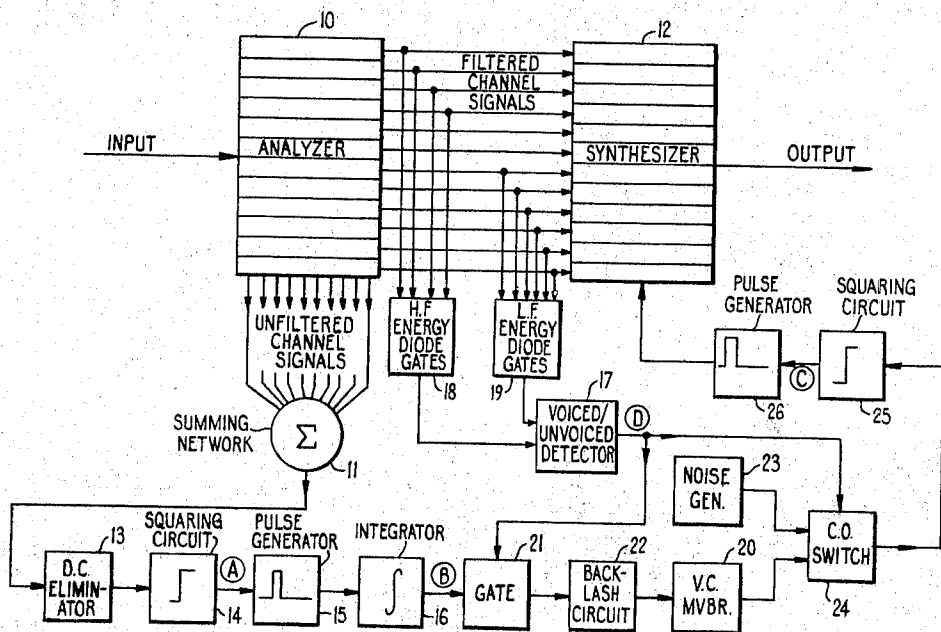 10
12
FILTERED
CHANNEL
SIGNALS
INPUT
ANALYZER
SYNTHESIZER
OUTPUT
UNFILTERED
CHANNEL
SIGNALS
H.F
ENERGY
DIODE
GATES
18
L.F.
ENERGY
DIODE
GATES
19
PULSE
GENERATOR
SQUARING
CIRCUIT
C
26
25
SUMMING
NETWORK
Σ
11
17
VOICED/
UNVOICED
DETECTOR
D
NOISE
GEN.
23
13
D.C.
ELIMIN-
ATOR
SQUARING
CIRCUIT
14
A
PULSE
GENERATOR
15
INTEGRATOR
∫
16
B
21
GATE
22
BACK-
LASH
CIRCUIT
20
V.C.
MVBR.
C.O.
SWITCH
24